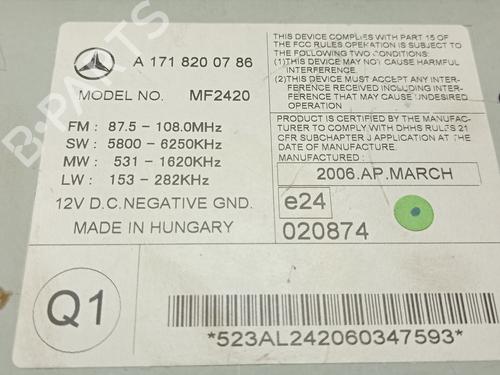 A 171 820 07 86
MODEL NO. MF2420
FM : 87.5 - 108.0MHz
SW : 5800 - 6250KHz
MW : 531 - 1620KHz
LW : 153 - 282KHz
12V D.C. NEGATIVE GND.
MADE IN HUNGARY
THIS DEVICE COMPLIES WITH PART 15 OF
THE FCC RULES OPERATION IS SUBJECT TO
THE FOLLOWING TWO CONDITIONS:
(1)THIS DEVICE MAY NOT CAUSE HARMFUL
INTERFERENCE.
(2)THIS DEVICE MUST ACCEPT ANY INTER-
FERENCE RECEIVED INCLUDING INTER-
FERENCE THAT MAY CAUSE UNDESIRED
OPERATION
PRODUCT IS CERTIFIED BY THE MANUFAC-
TURER TO COMPLY WITH DHHS RULES 21
CFR SUBCHAPTER J APPLICABLE AT DATE OF
MANUFACTURE.
MANUFACTURED :
2006.AP.MARCH
e24
020874
Q1
*523AL242060347593*
B-PARTS